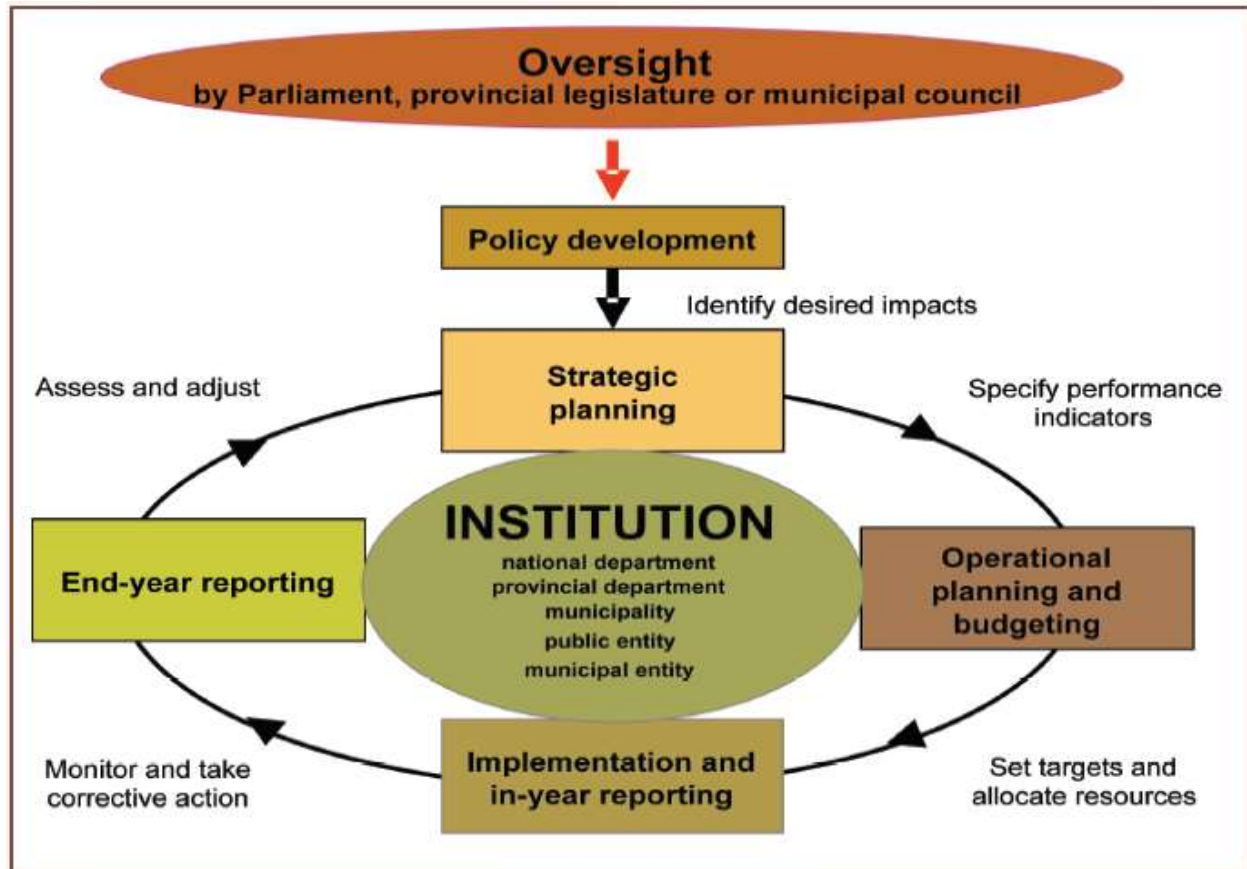 Oversight
by Parliament, provincial legislature or municipal council
Policy development
Identify desired impacts
Strategic
planning
Assess and adjust
Specify performance
indicators
INSTITUTION
national department
provincial department
municipality
public entity
municipal entity
End-year reporting
Operational
planning and
budgeting
Implementation and
in-year reporting
Monitor and take
corrective action
Set targets and
allocate resources